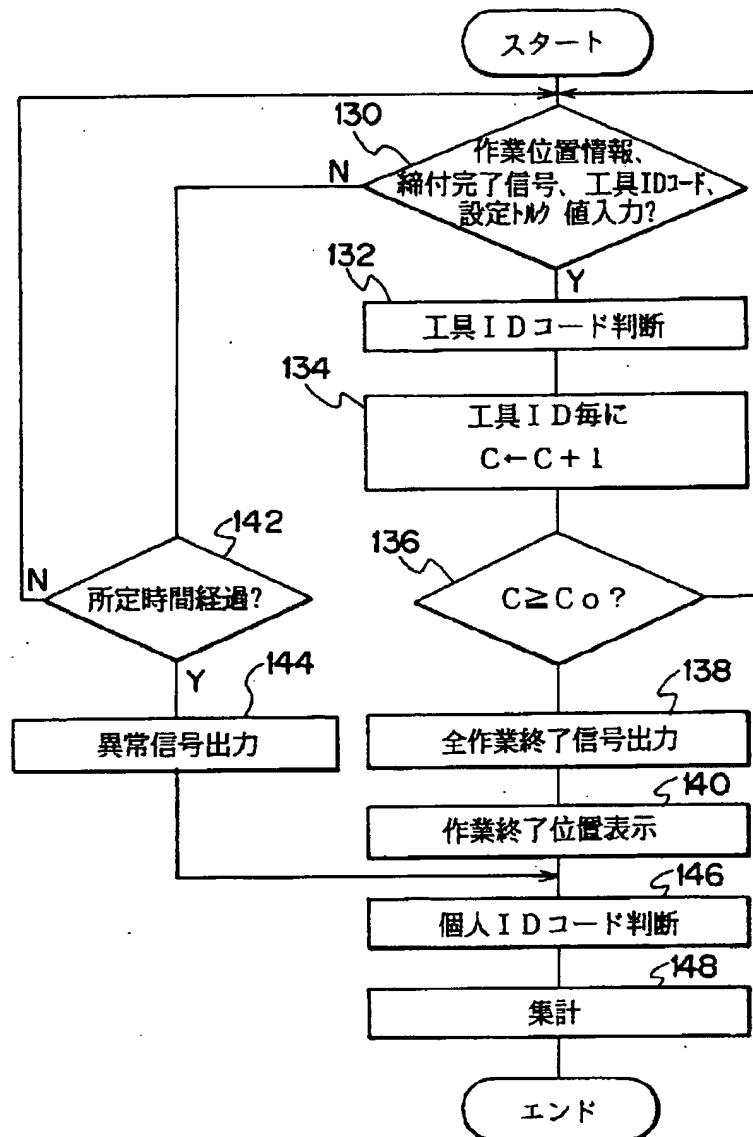 スタート
130
作業位置情報、
締付完了信号、工具IDコード、
設定トルク 値入力?
N
Y
132
工具IDコード判断
134
工具ID毎に
C←C+1
142
所定時間経過?
N
Y
136
C≧Co?
144
異常信号出力
138
全作業終了信号出力
140
作業終了位置表示
146
個人IDコード判断
148
集計
エンド